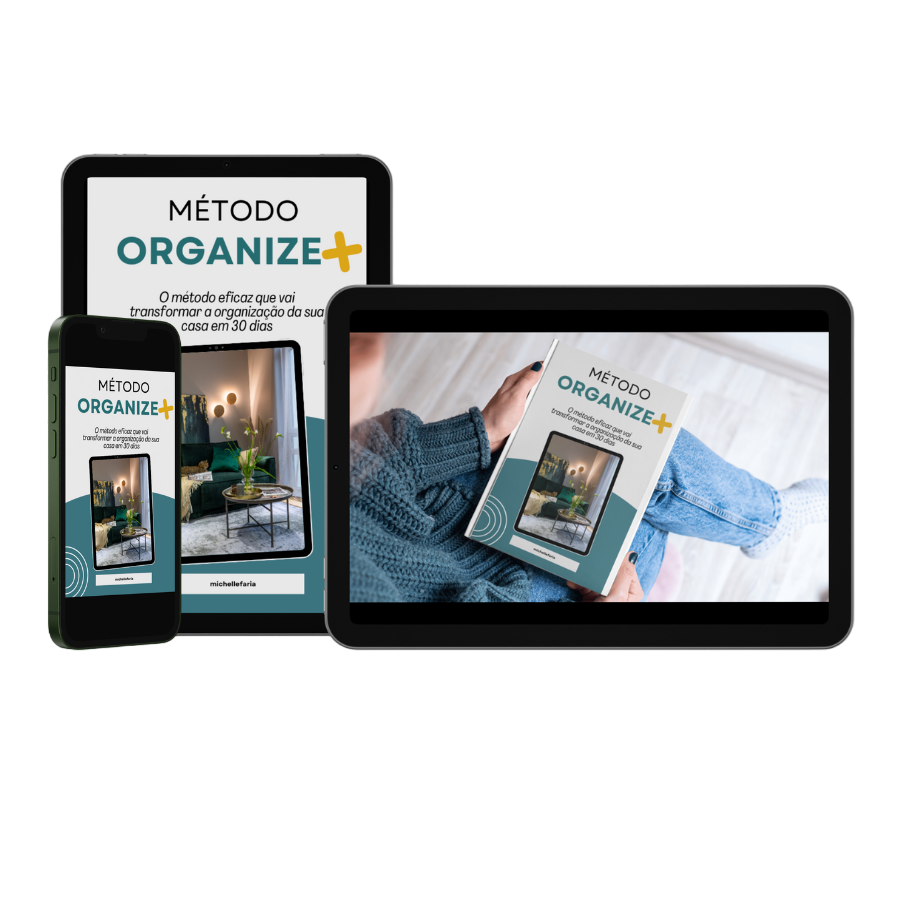 MÉTODO
ORGANIZE+
O método eficaz que vai
transformar a organização da sua
casa em 30 dias
michellefaria
MÉTODO
ORGANIZE+
O método eficaz que vai
transformar a organização da sua
casa em 30 dias
michellefaria
MÉTODO
ORGANIZE+
O método eficaz que vai
transformar a organização da sua
casa em 30 dias
michellefaria